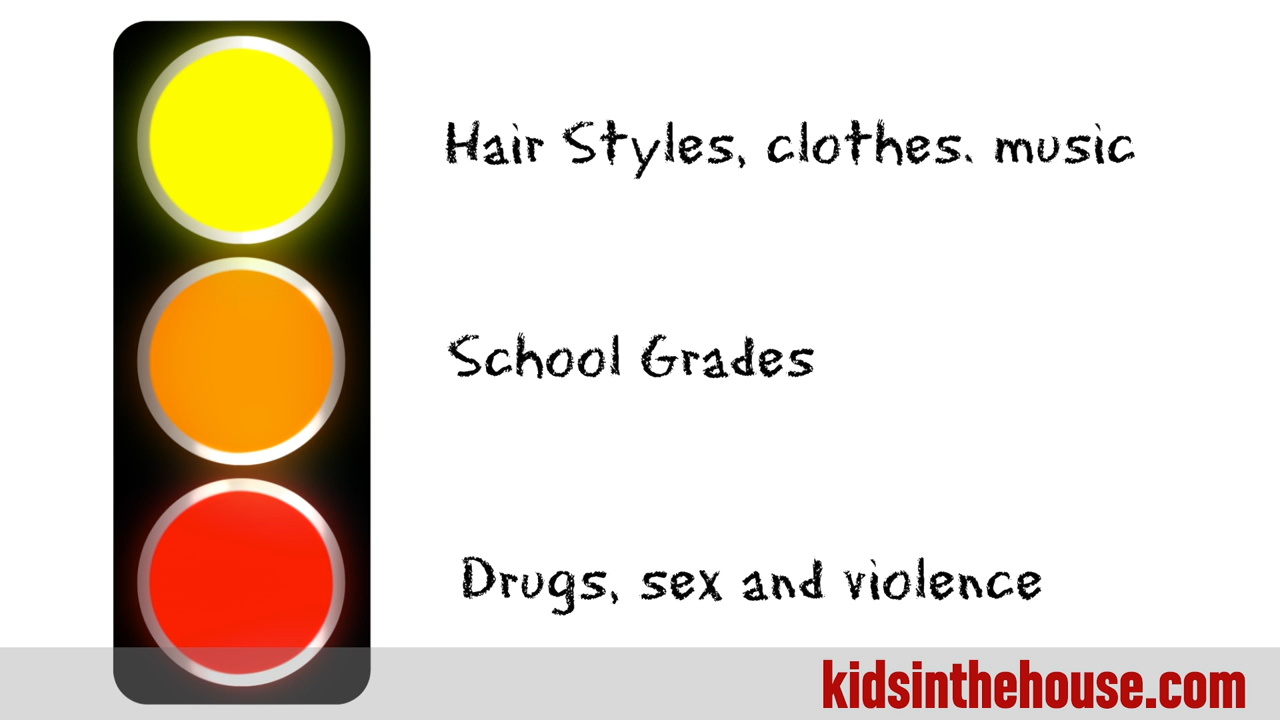 Hair Styles, clothes. music
School Grades
Drugs, sex and violence
kidsinthehouse.com